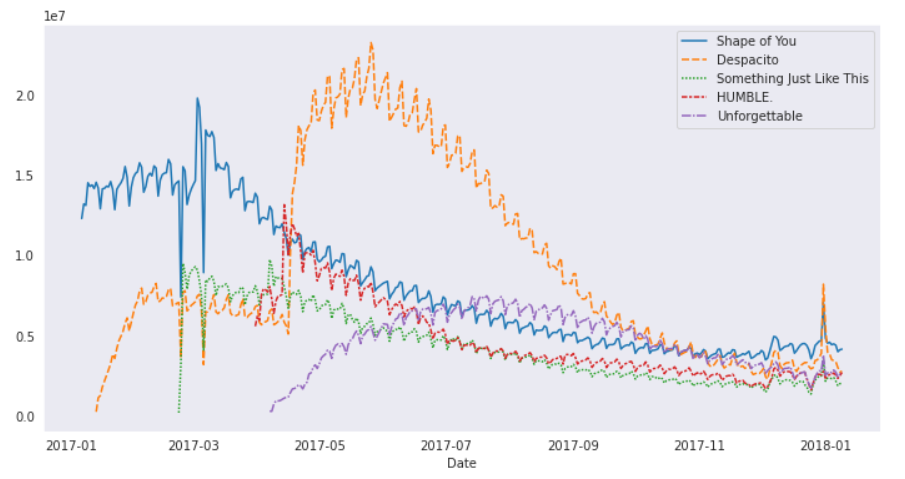 1e7
Shape of You
Despacito
Something Just Like This
HUMBLE.
Unforgettable
2.0
1.5
1.0
0.5
0.0
2017-01 2017-03 2017-05 2017-07 2017-09 2017-11 2018-01
Date